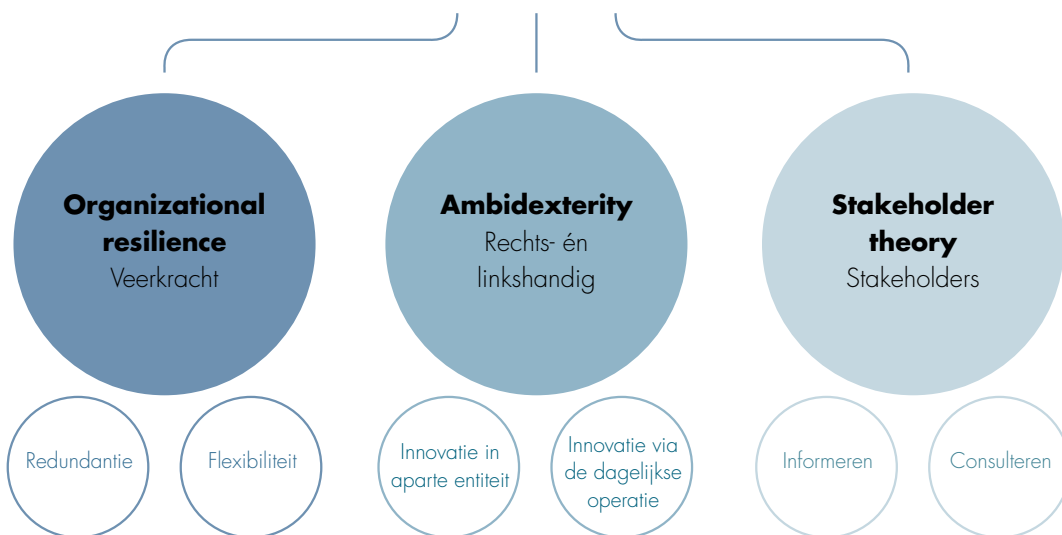 Organizational
resilience
Veerkracht
Ambidexterity
Rechts- én
linkshandig
Stakeholder
theory
Stakeholders
Redundantie
Flexibiliteit
Innovatie in
aparte entiteit
Innovatie via
de dagelijkse
operatie
Informeren
Consulteren